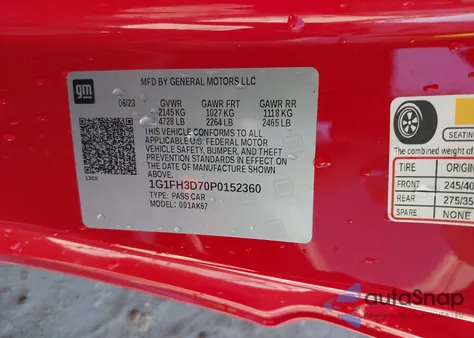 gm
MFD BY GENERAL MOTORS LLC
06/23 GVWR GAWR FRT GAWR RR
2145 KG 1027 KG 1118 KG
4728 LB 2264 LB 2465 LB
THIS VEHICLE CONFORMS TO ALL
APPLICABLE U.S. FEDERAL MOTOR
VEHICLE SAFETY, BUMPER, AND THEFT
PREVENTION STANDARDS IN EFFECT ON
THE DATE OF MANUFACTURE SHOWN
ABOVE.
1G1FH3D70P0152360
TYPE: PASS CAR
MODEL: 001AK67
SEATING
The combined weight of
TIRE ORIGIN
FRONT 245/40
REAR 275/35
SPARE NONE
autoSnap